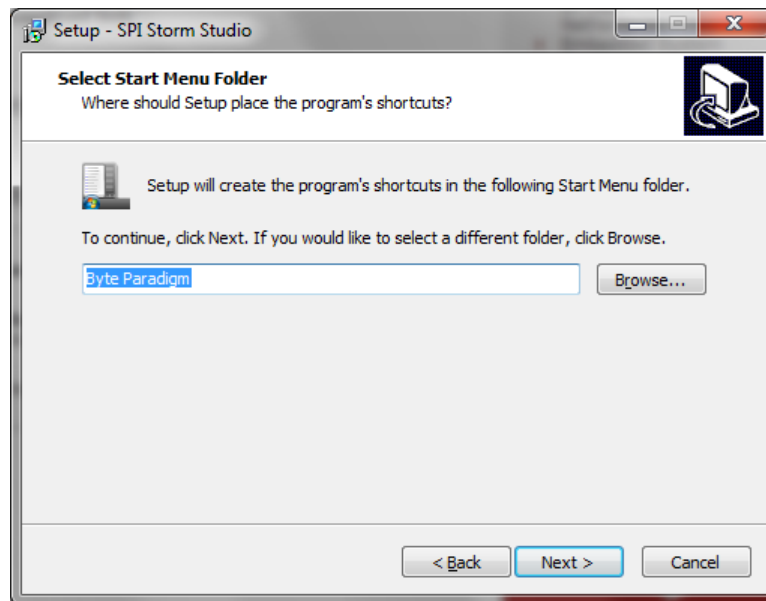 Setup - SPI Storm Studio
Select Start Menu Folder
Where should Setup place the program's shortcuts?
Setup will create the program's shortcuts in the following Start Menu folder.
To continue, click Next. If you would like to select a different folder, click Browse.
Byte Paradigm
Browse...
< Back
Next >
Cancel